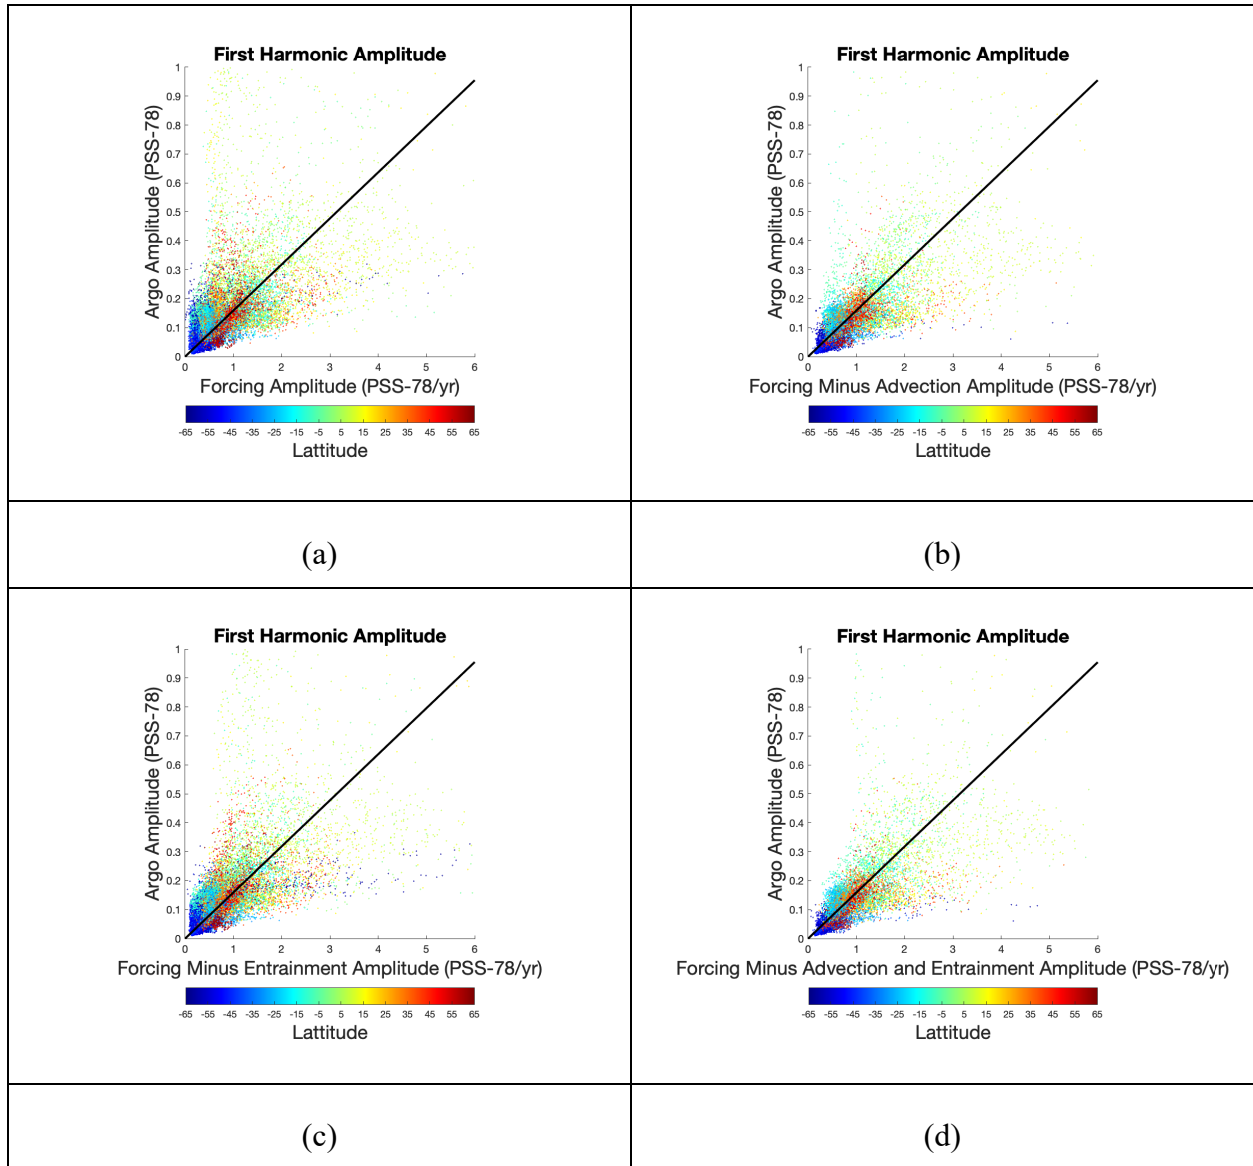 First Harmonic Amplitude
1
0.9
0.8
0.7
0.6
0.5
0.4
0.3
0.2
0.1
0
Argo Amplitude (PSS-78)
0 1 2 3 4 5 6
Forcing Amplitude (PSS-78/yr)
-65 -55 -45 -35 -25 -15 -5 5 15 25 35 45 55 65
Lattitude
First Harmonic Amplitude
1
0.9
0.8
0.7
0.6
0.5
0.4
0.3
0.2
0.1
0
Argo Amplitude (PSS-78)
0 1 2 3 4 5 6
Forcing Minus Advection Amplitude (PSS-78/yr)
-65 -55 -45 -35 -25 -15 -5 5 15 25 35 45 55 65
Lattitude
(a)
(b)
First Harmonic Amplitude
1
0.9
0.8
0.7
0.6
0.5
0.4
0.3
0.2
0.1
0
Argo Amplitude (PSS-78)
0 1 2 3 4 5 6
Forcing Minus Entrainment Amplitude (PSS-78/yr)
-65 -55 -45 -35 -25 -15 -5 5 15 25 35 45 55 65
Lattitude
First Harmonic Amplitude
1
0.9
0.8
0.7
0.6
0.5
0.4
0.3
0.2
0.1
0
Argo Amplitude (PSS-78)
0 1 2 3 4 5 6
Forcing Minus Advection and Entrainment Amplitude (PSS-78/yr)
-65 -55 -45 -35 -25 -15 -5 5 15 25 35 45 55 65
Lattitude
(c)
(d)